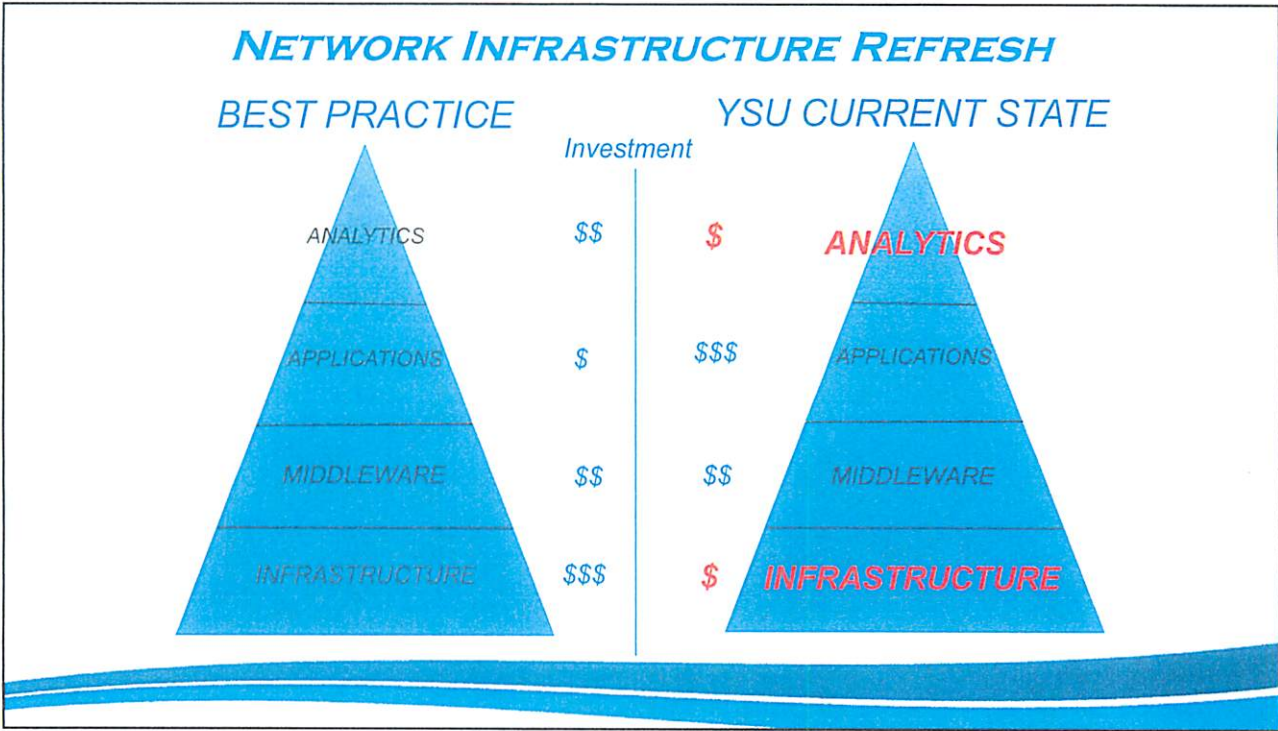 NETWORK INFRASTRUCTURE REFRESH
BEST PRACTICE
YSU CURRENT STATE
Investment
ANALYTICS $$ $ ANALYTICS
APPLICATIONS $ $$$ APPLICATIONS
MIDDLEWARE $$ $$ MIDDLEWARE
INFRASTRUCTURE $$$ $ INFRASTRUCTURE